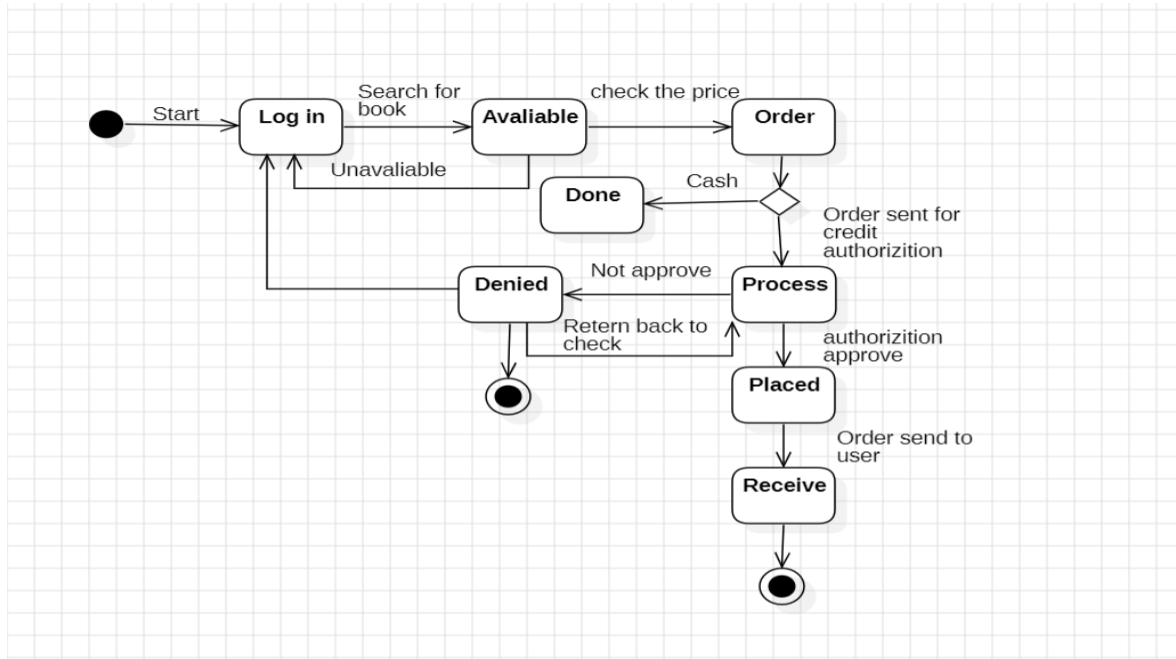 Start
Log in
Search for
book
Avaliable
check the price
Order
Unavaliable
Done
Cash
Order sent for
credit
authorizition
Denied
Not approve
Process
Retern back to
check
authorizition
approve
Placed
Order send to
user
Receive